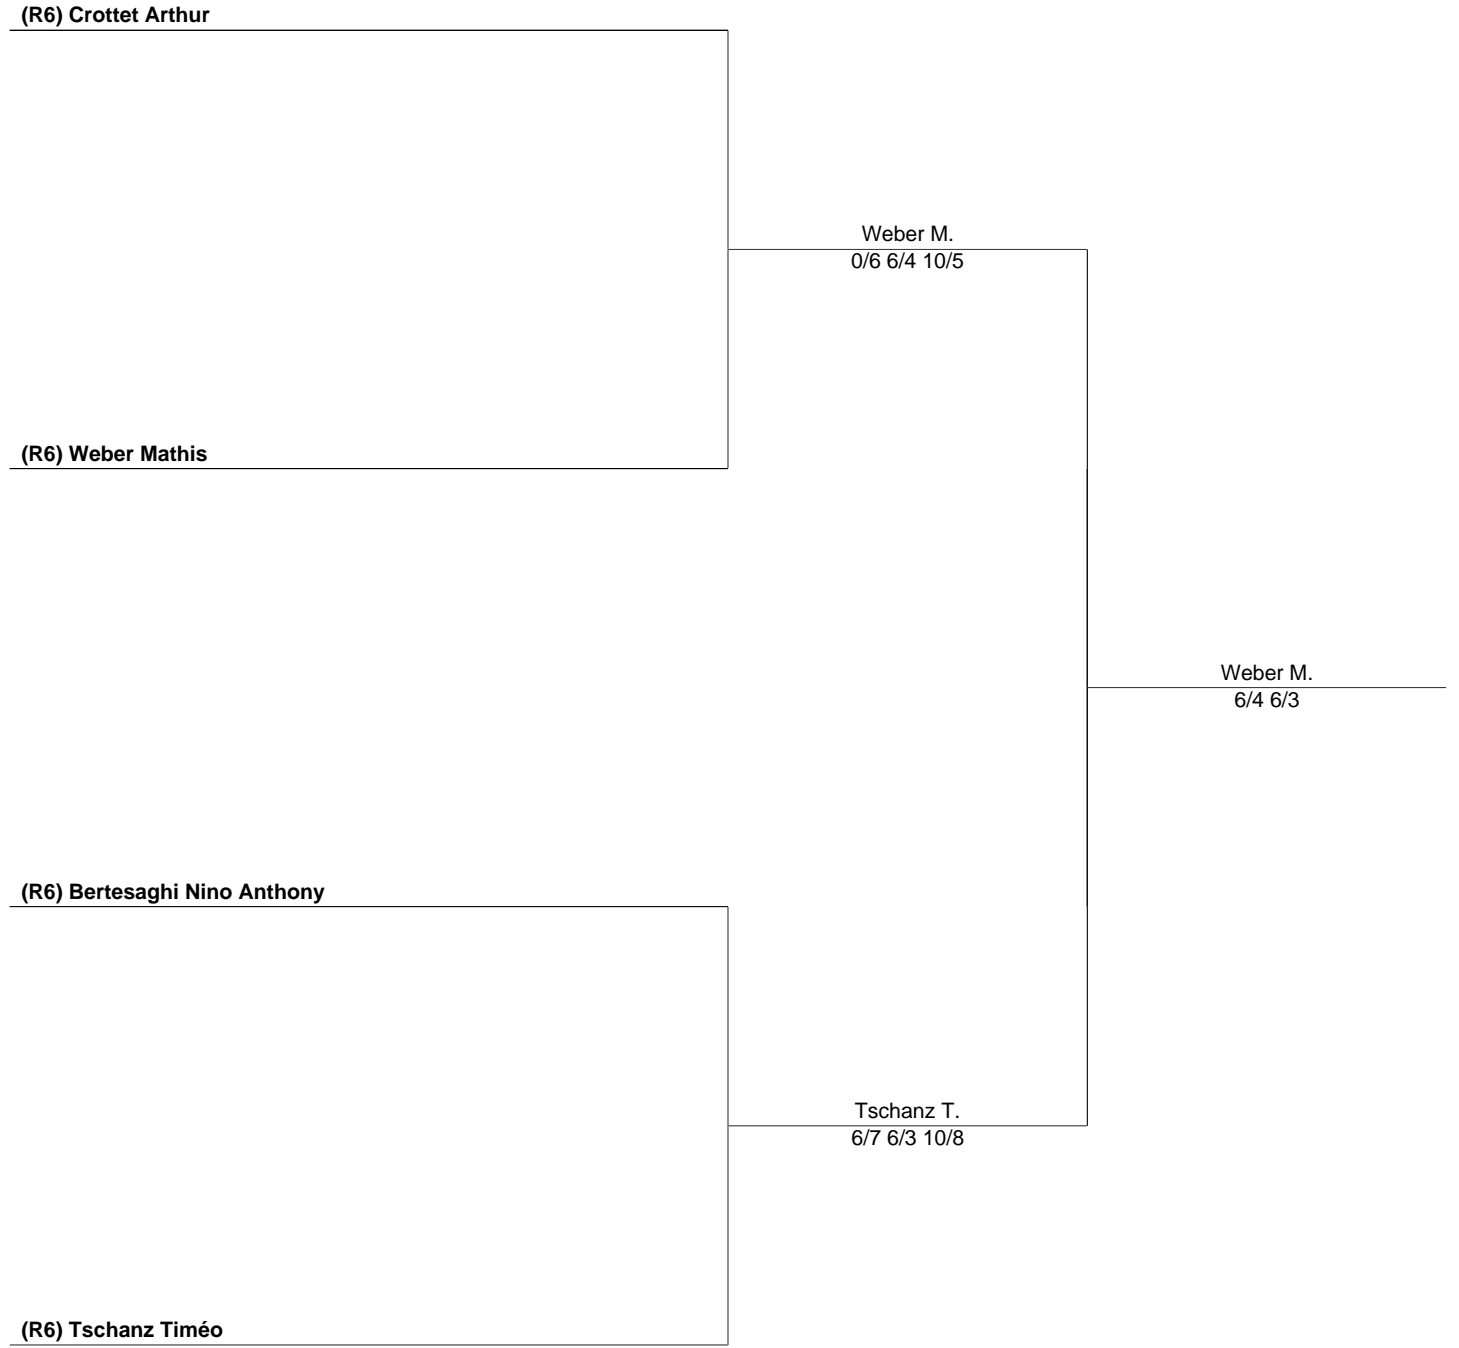 (R6) Crottet Arthur
Weber M.
0/6 6/4 10/5
(R6) Weber Mathis
Weber M.
6/4 6/3
(R6) Bertesaghi Nino Anthony
Tschanz T.
6/7 6/3 10/8
(R6) Tschanz Timéo